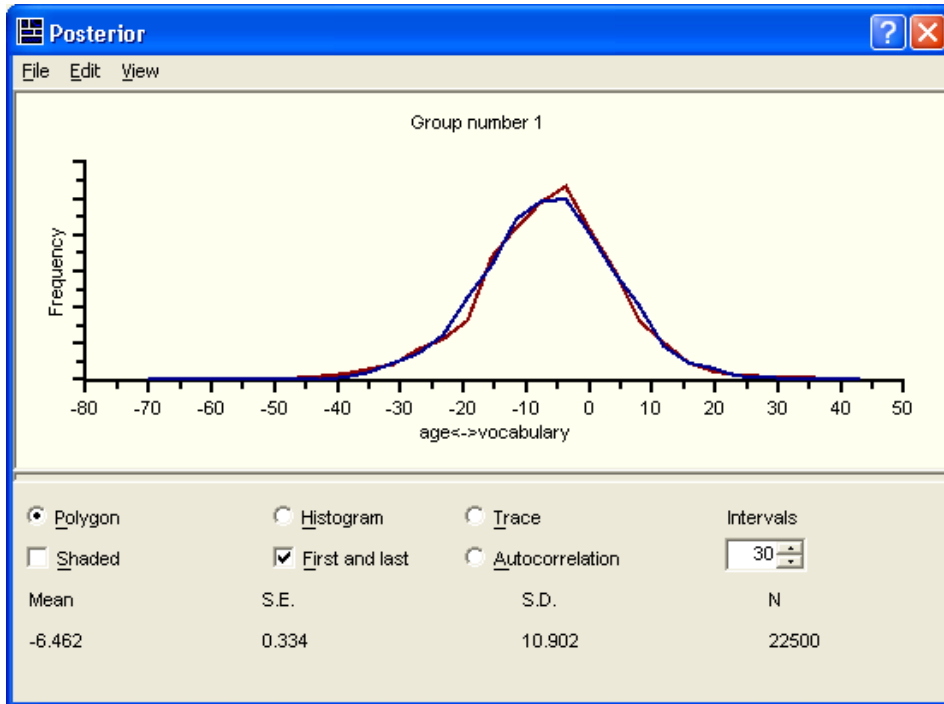 Posterior
File Edit View
Group number 1
Frequency
-80 -70 -60 -50 -40 -30 -20 -10 0 10 20 30 40 50
age<->vocabulary
Polygon Histogram Trace Intervals
Shaded First and last Autocorrelation 30
Mean S.E. S.D. N
-6.462 0.334 10.902 22500